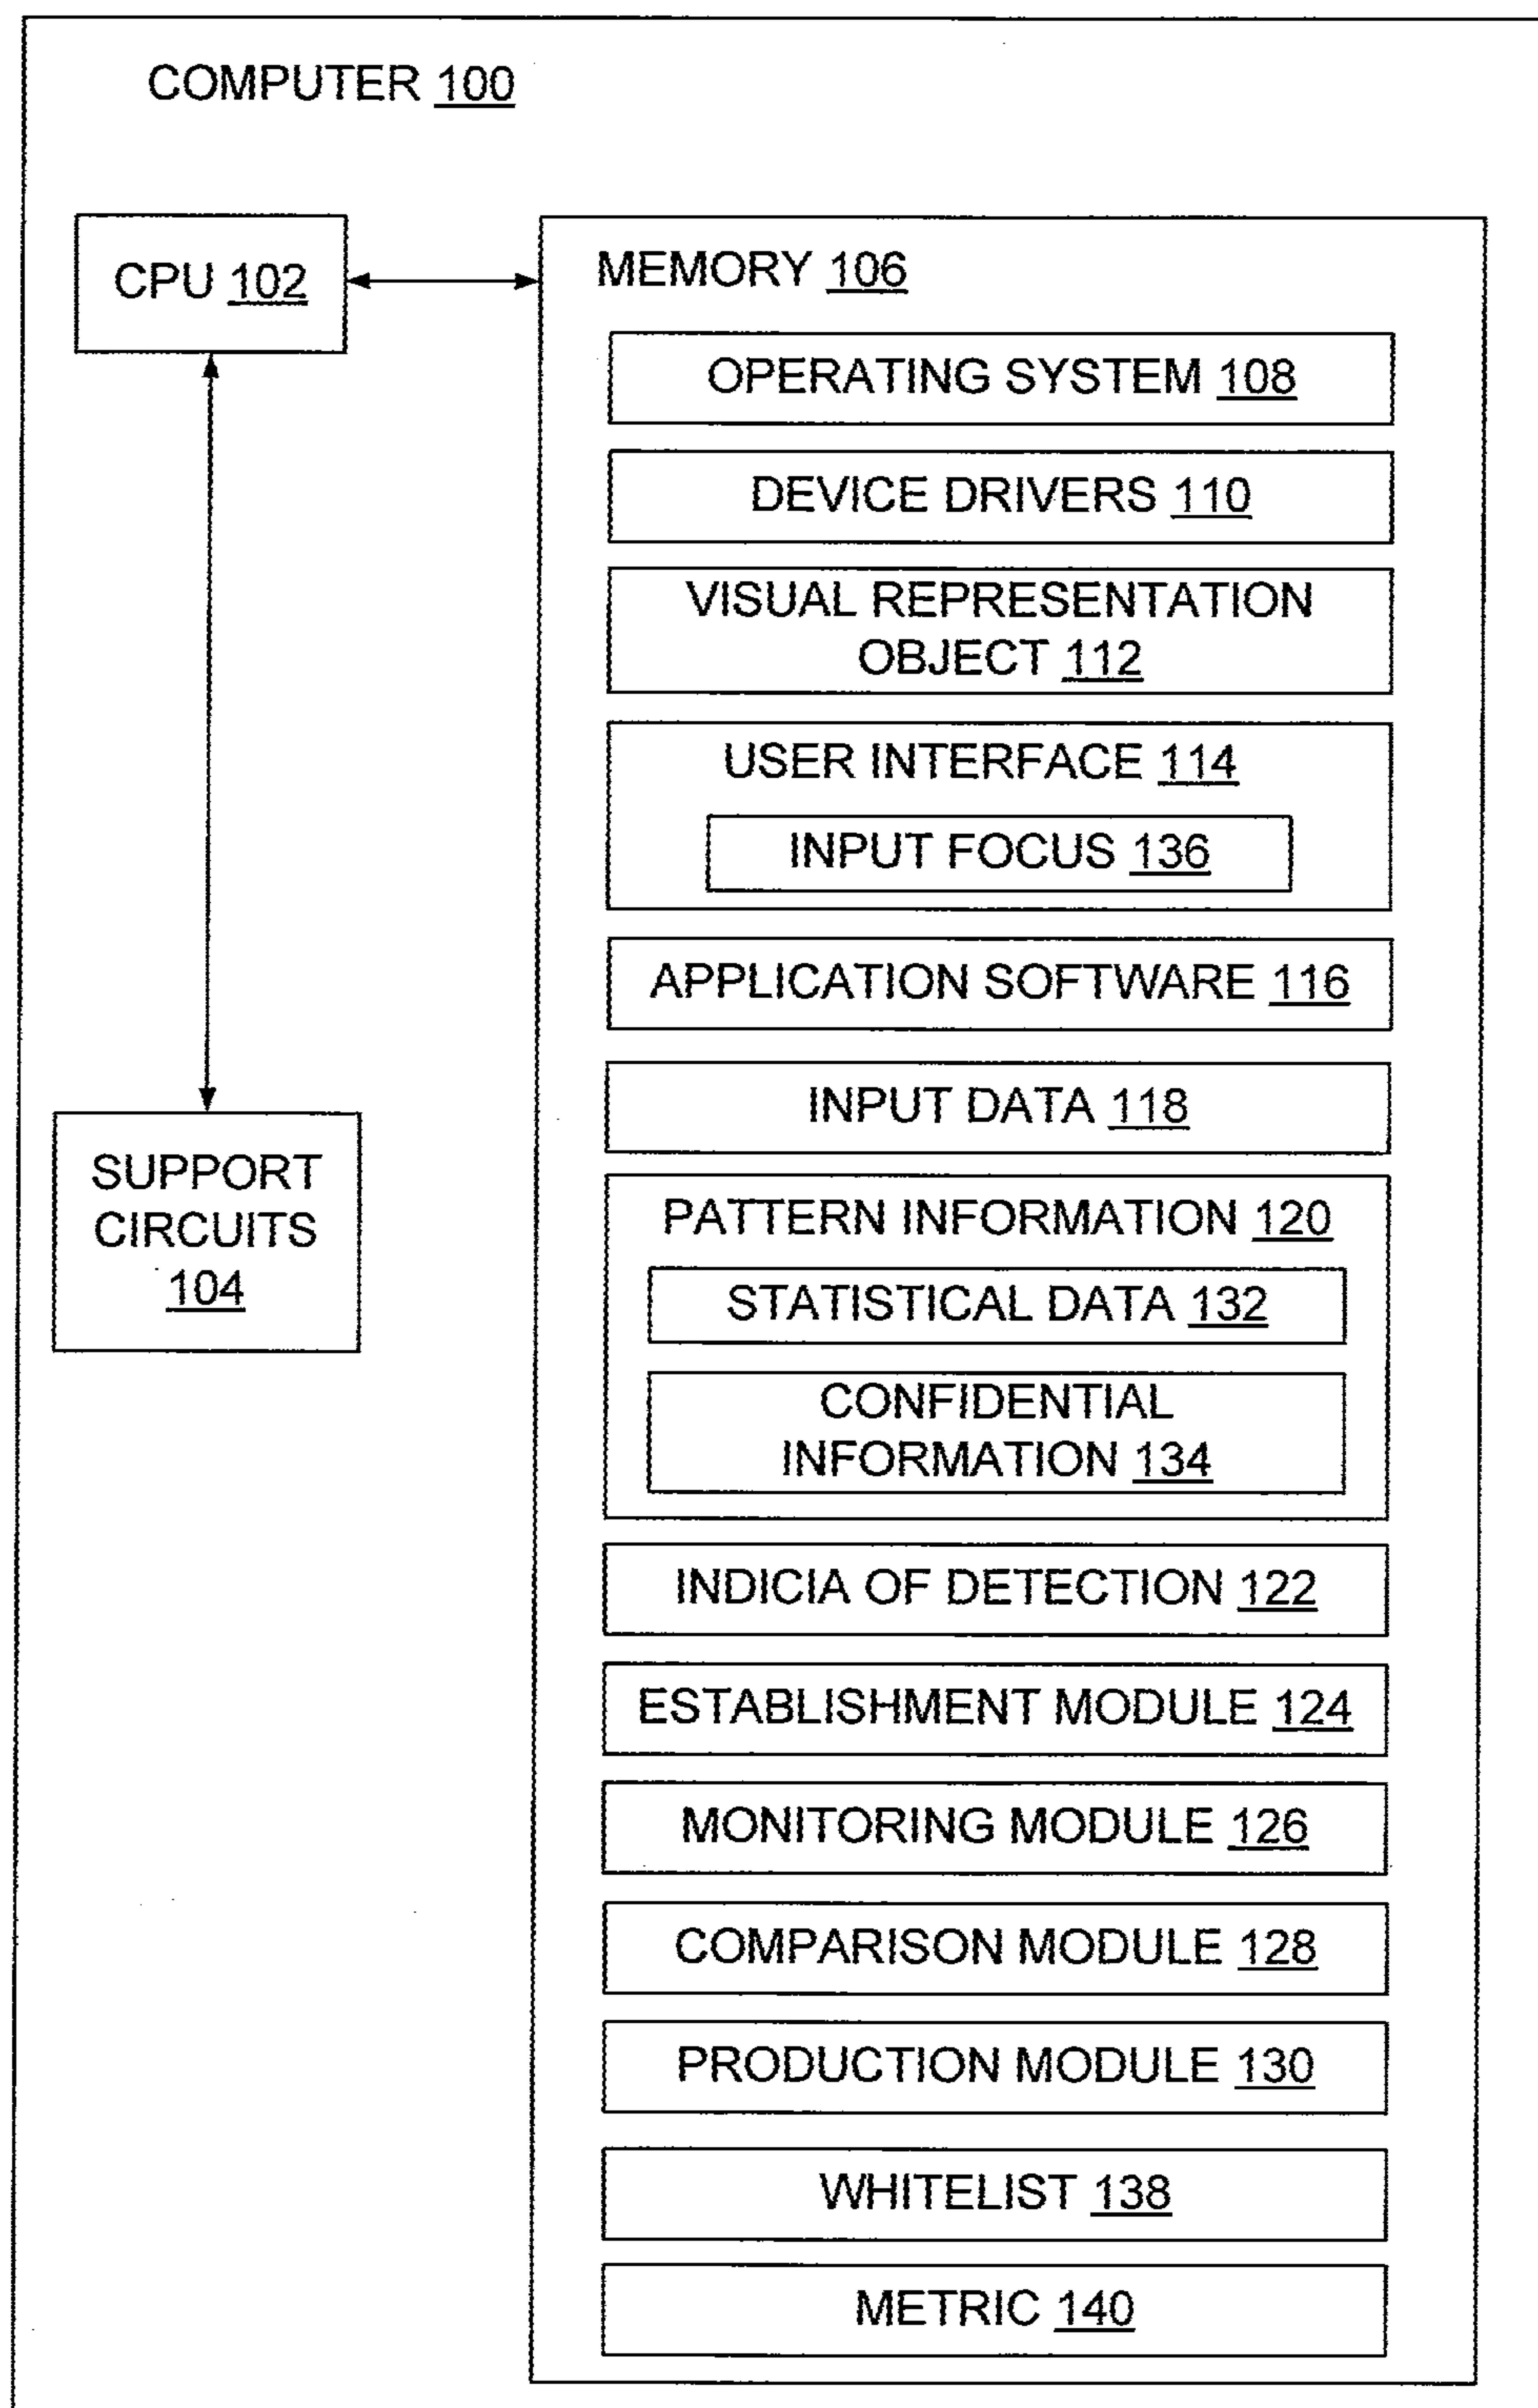 COMPUTER 100
CPU 102
SUPPORT
CIRCUITS
104
MEMORY 106
OPERATING SYSTEM 108
DEVICE DRIVERS 110
VISUAL REPRESENTATION
OBJECT 112
USER INTERFACE 114
INPUT FOCUS 136
APPLICATION SOFTWARE 116
INPUT DATA 118
PATTERN INFORMATION 120
STATISTICAL DATA 132
CONFIDENTIAL
INFORMATION 134
INDICIA OF DETECTION 122
ESTABLISHMENT MODULE 124
MONITORING MODULE 126
COMPARISON MODULE 128
PRODUCTION MODULE 130
WHITELIST 138
METRIC 140